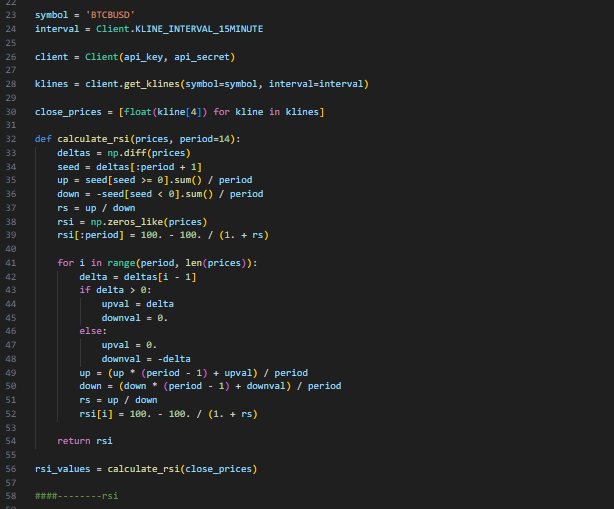 22
23 symbol = 'BTCBUSD'
24 interval = Client.KLINE_INTERVAL_15MINUTE
25
26 client = Client(api_key, api_secret)
27
28 klines = client.get_klines(symbol=symbol, interval=interval)
29
30 close_prices = [float(kline[4]) for kline in klines]
31
32 def calculate_rsi(prices, period=14):
33     deltas = np.diff(prices)
34     seed = deltas[:period + 1]
35     up = seed[seed >= 0].sum() / period
36     down = -seed[seed < 0].sum() / period
37     rs = up / down
38     rsi = np.zeros_like(prices)
39     rsi[:period] = 100. - 100. / (1. + rs)
40
41     for i in range(period, len(prices)):
42         delta = deltas[i - 1]
43         if delta > 0:
44             upval = delta
45             downval = 0.
46         else:
47             upval = 0.
48             downval = -delta
49         up = (up * (period - 1) + upval) / period
50         down = (down * (period - 1) + downval) / period
51         rs = up / down
52         rsi[i] = 100. - 100. / (1. + rs)
53
54     return rsi
55
56 rsi_values = calculate_rsi(close_prices)
57
58 ####--------rsi
59